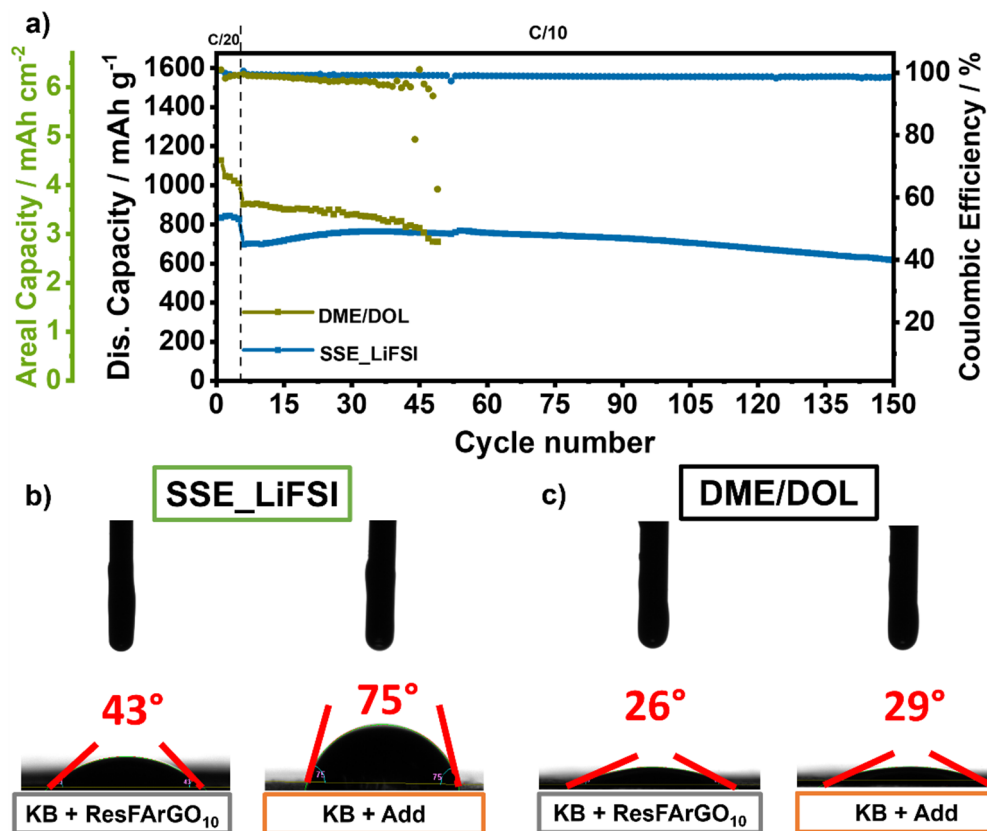 a)
C/20
C/10
Areal Capacity / mAh cm⁻²
6
5
4
3
2
1
0
Dis. Capacity / mAh g⁻¹
1600
1400
1200
1000
800
600
400
200
0
Coulombic Efficiency / %
100
80
60
40
20
DME/DOL
SSE_LiFSI
0 15 30 45 60 75 90 105 120 135 150
Cycle number
b)
SSE_LiFSI
c)
DME/DOL
43°
75°
26°
29°
43
75
75
KB + ResFArGO₁₀
KB + Add
KB + ResFArGO₁₀
KB + Add